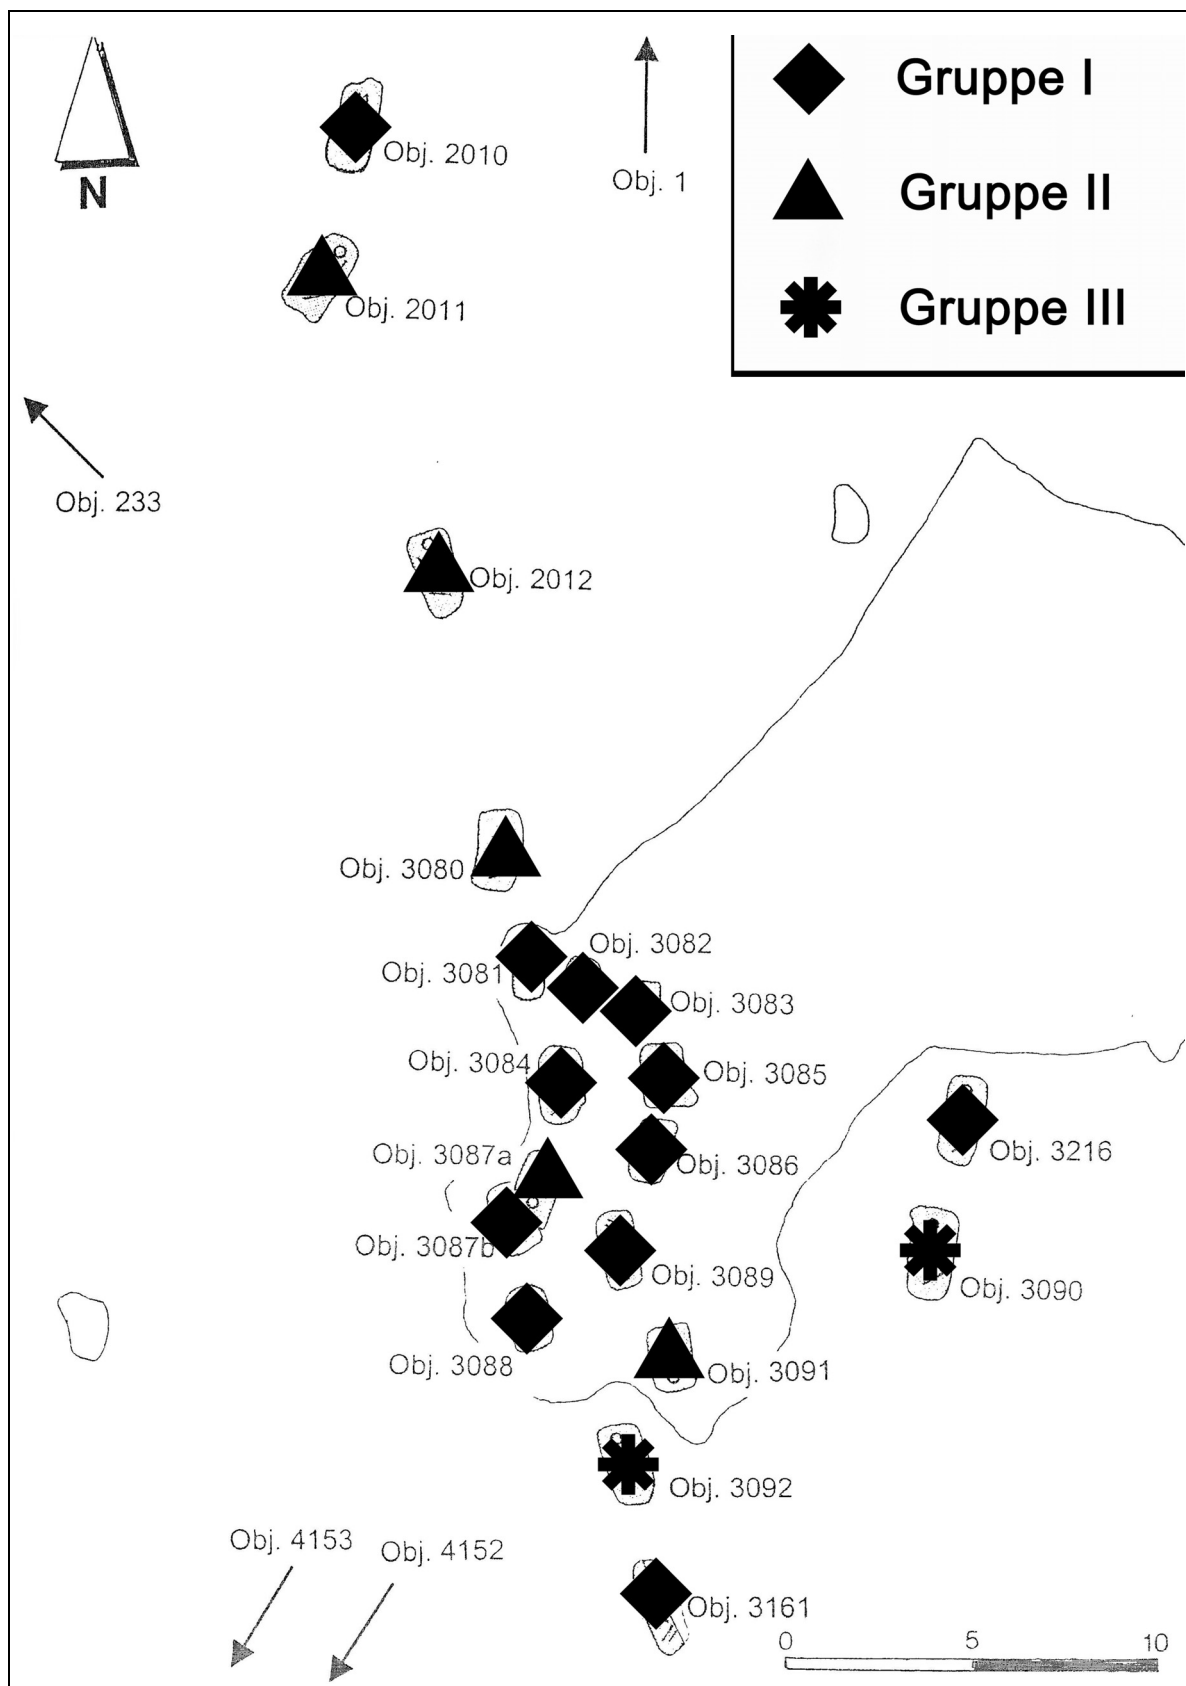 Gruppe I
Obj. 2010
Obj. 1
N
Gruppe II
Obj. 2011
Gruppe III
Obj. 233
Obj. 2012
Obj. 3080
Obj. 3082
Obj. 3081
Obj. 3083
Obj. 3084
Obj. 3085
Obj. 3087a
Obj. 3086
Obj. 3216
Obj. 3087b
Obj. 3089
Obj. 3090
Obj. 3088
Obj. 3091
Obj. 3092
Obj. 4153
Obj. 4152
Obj. 3161
0 5 10